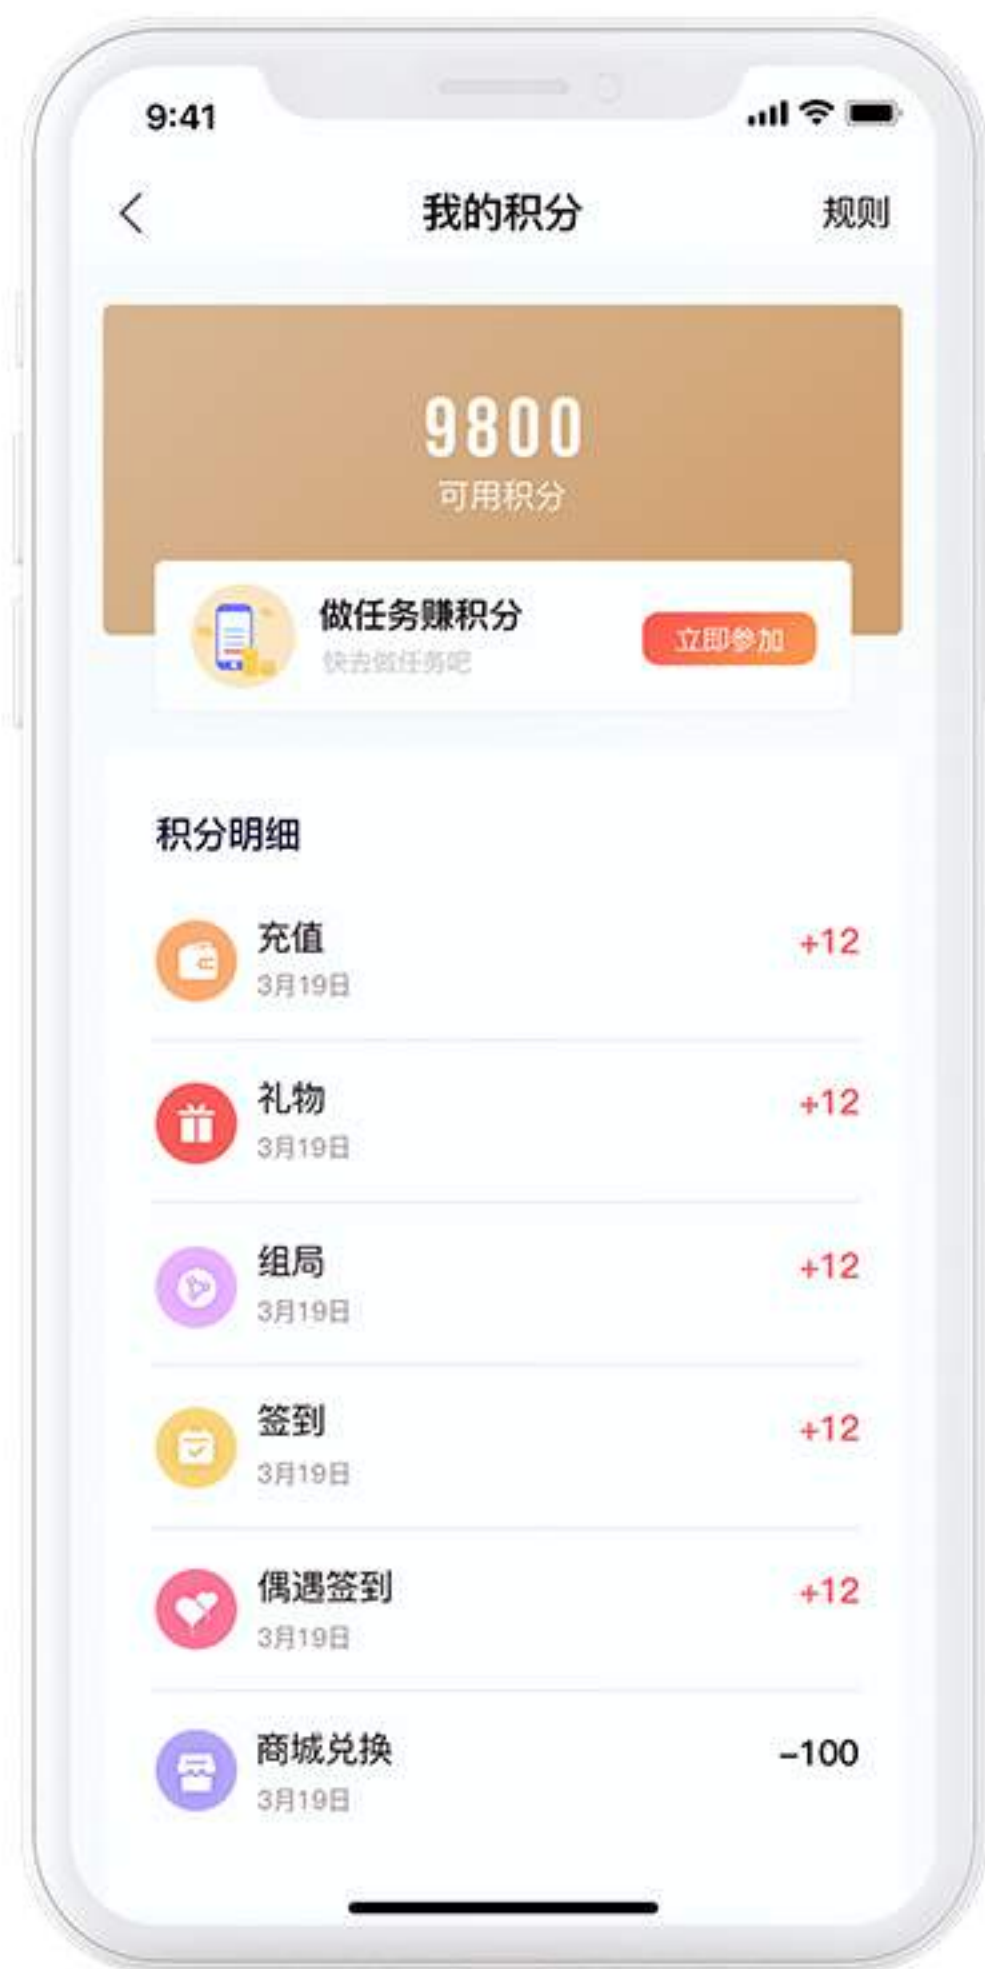 9:41
我的积分
规则
9800
可用积分
做任务赚积分
快去做任务吧
立即参加
积分明细
充值
+12
3月19日
礼物
+12
3月19日
组局
+12
3月19日
签到
+12
3月19日
偶遇签到
+12
3月19日
商城兑换
-100
3月19日